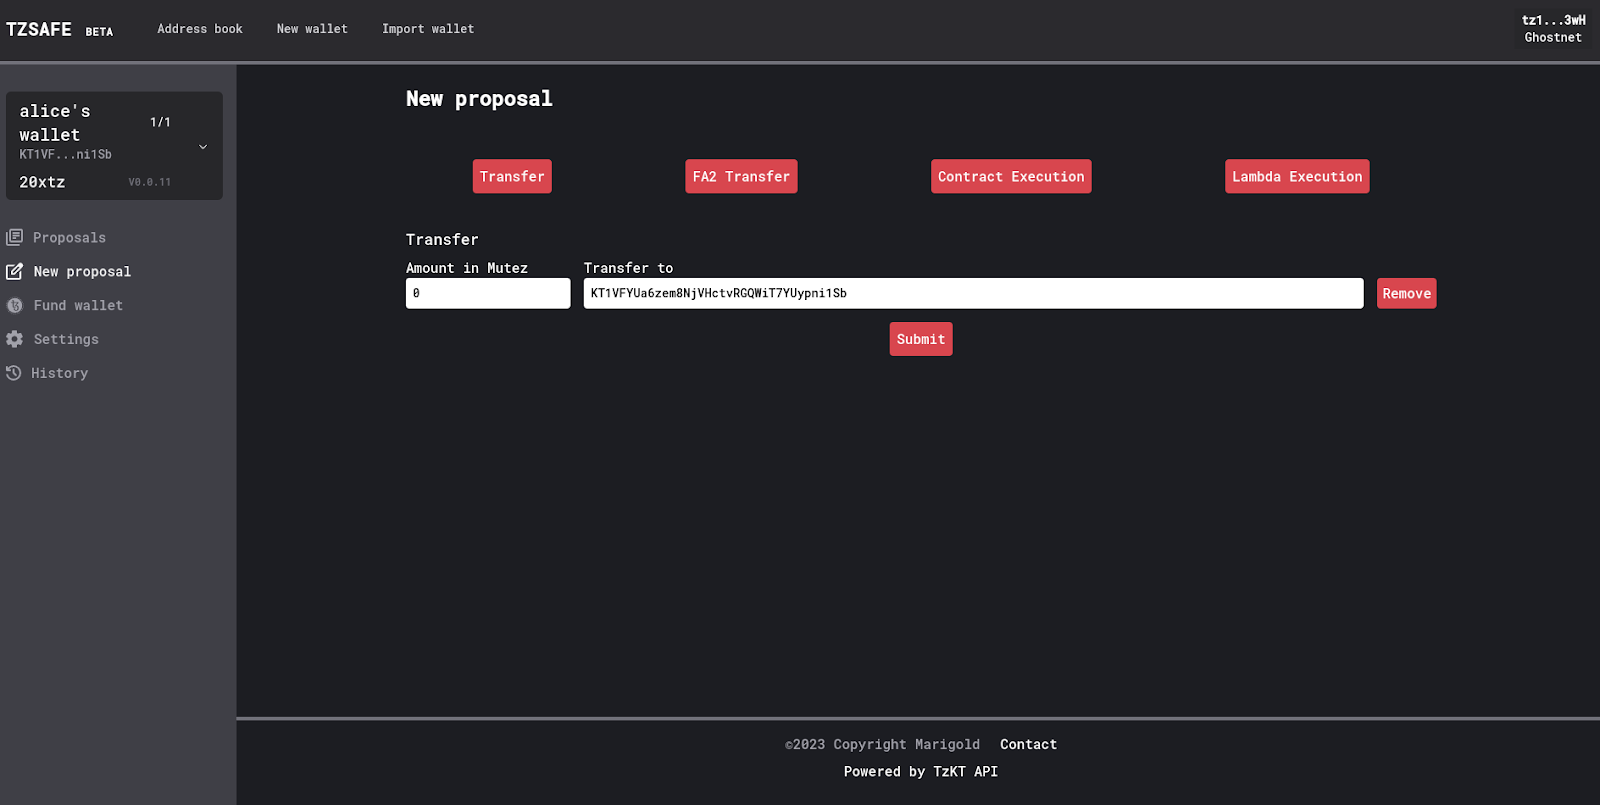 TZSAFE BETA
Address book
New wallet
Import wallet
tz1...3wH
Ghostnet
alice's
wallet
1/1
KT1VF...ni1Sb
20xtz
V0.0.11
Proposals
New proposal
Fund wallet
Settings
History
New proposal
Transfer
FA2 Transfer
Contract Execution
Lambda Execution
Transfer
Amount in Mutez
Transfer to
0
KT1VFYUa6zem8NjVHctvRGQWiT7YUypni1Sb
Remove
Submit
©2023 Copyright Marigold
Contact
Powered by TzKT API